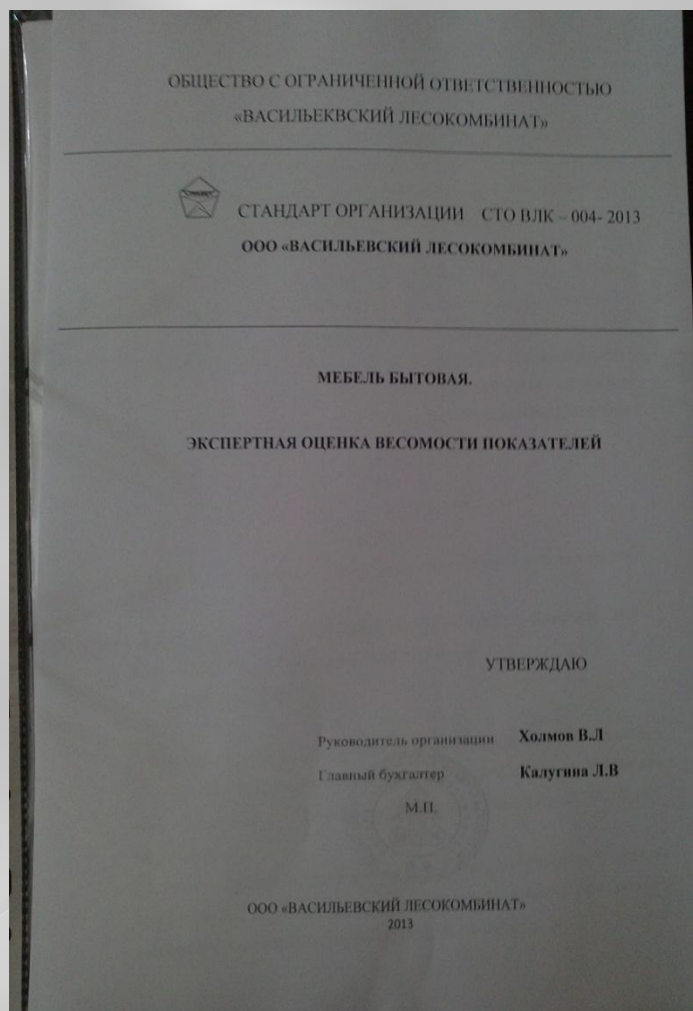 ОБЩЕСТВО С ОГРАНИЧЕННОЙ ОТВЕТСТВЕННОСТЬЮ
«ВАСИЛЬЕКВСКИЙ ЛЕСОКОМБИНАТ»
СТАНДАРТ ОРГАНИЗАЦИИ СТО ВЛК – 004- 2013
ООО «ВАСИЛЬЕВСКИЙ ЛЕСОКОМБИНАТ»
МЕБЕЛЬ БЫТОВАЯ.
ЭКСПЕРТНАЯ ОЦЕНКА ВЕСОМОСТИ ПОКАЗАТЕЛЕЙ
УТВЕРЖДАЮ
Руководитель организации Холмов В.Л
Главный бухгалтер Калугина Л.В
М.П.
ООО «ВАСИЛЬЕВСКИЙ ЛЕСОКОМБИНАТ»
2013